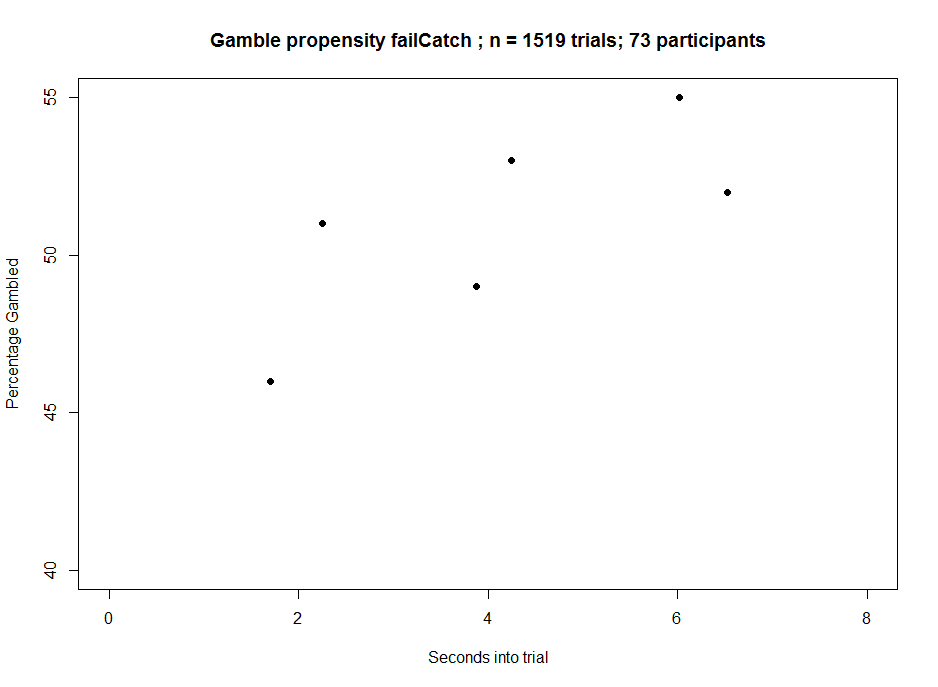 Gamble propensity failCatch ; n = 1519 trials; 73 participants
Percentage Gambled
55
50
45
40
0 2 4 6 8
Seconds into trial